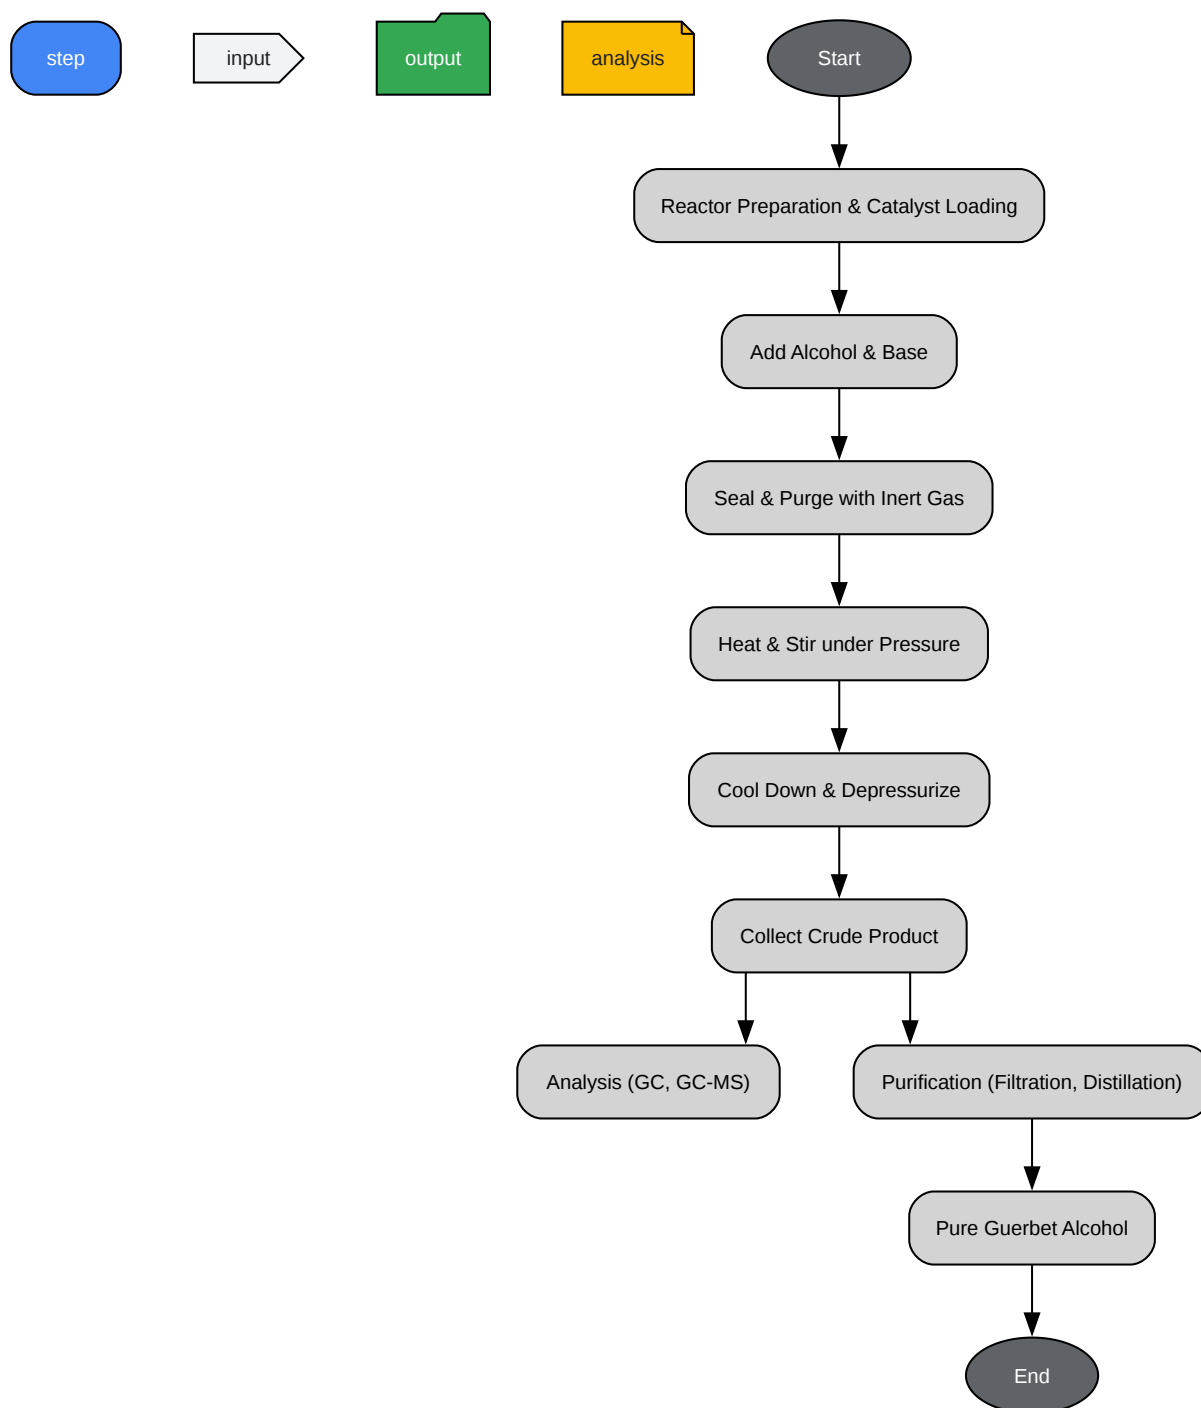 step
input
output
analysis
Start
Reactor Preparation & Catalyst Loading
Add Alcohol & Base
Seal & Purge with Inert Gas
Heat & Stir under Pressure
Cool Down & Depressurize
Collect Crude Product
Analysis (GC, GC-MS)
Purification (Filtration, Distillation)
Pure Guerbet Alcohol
End